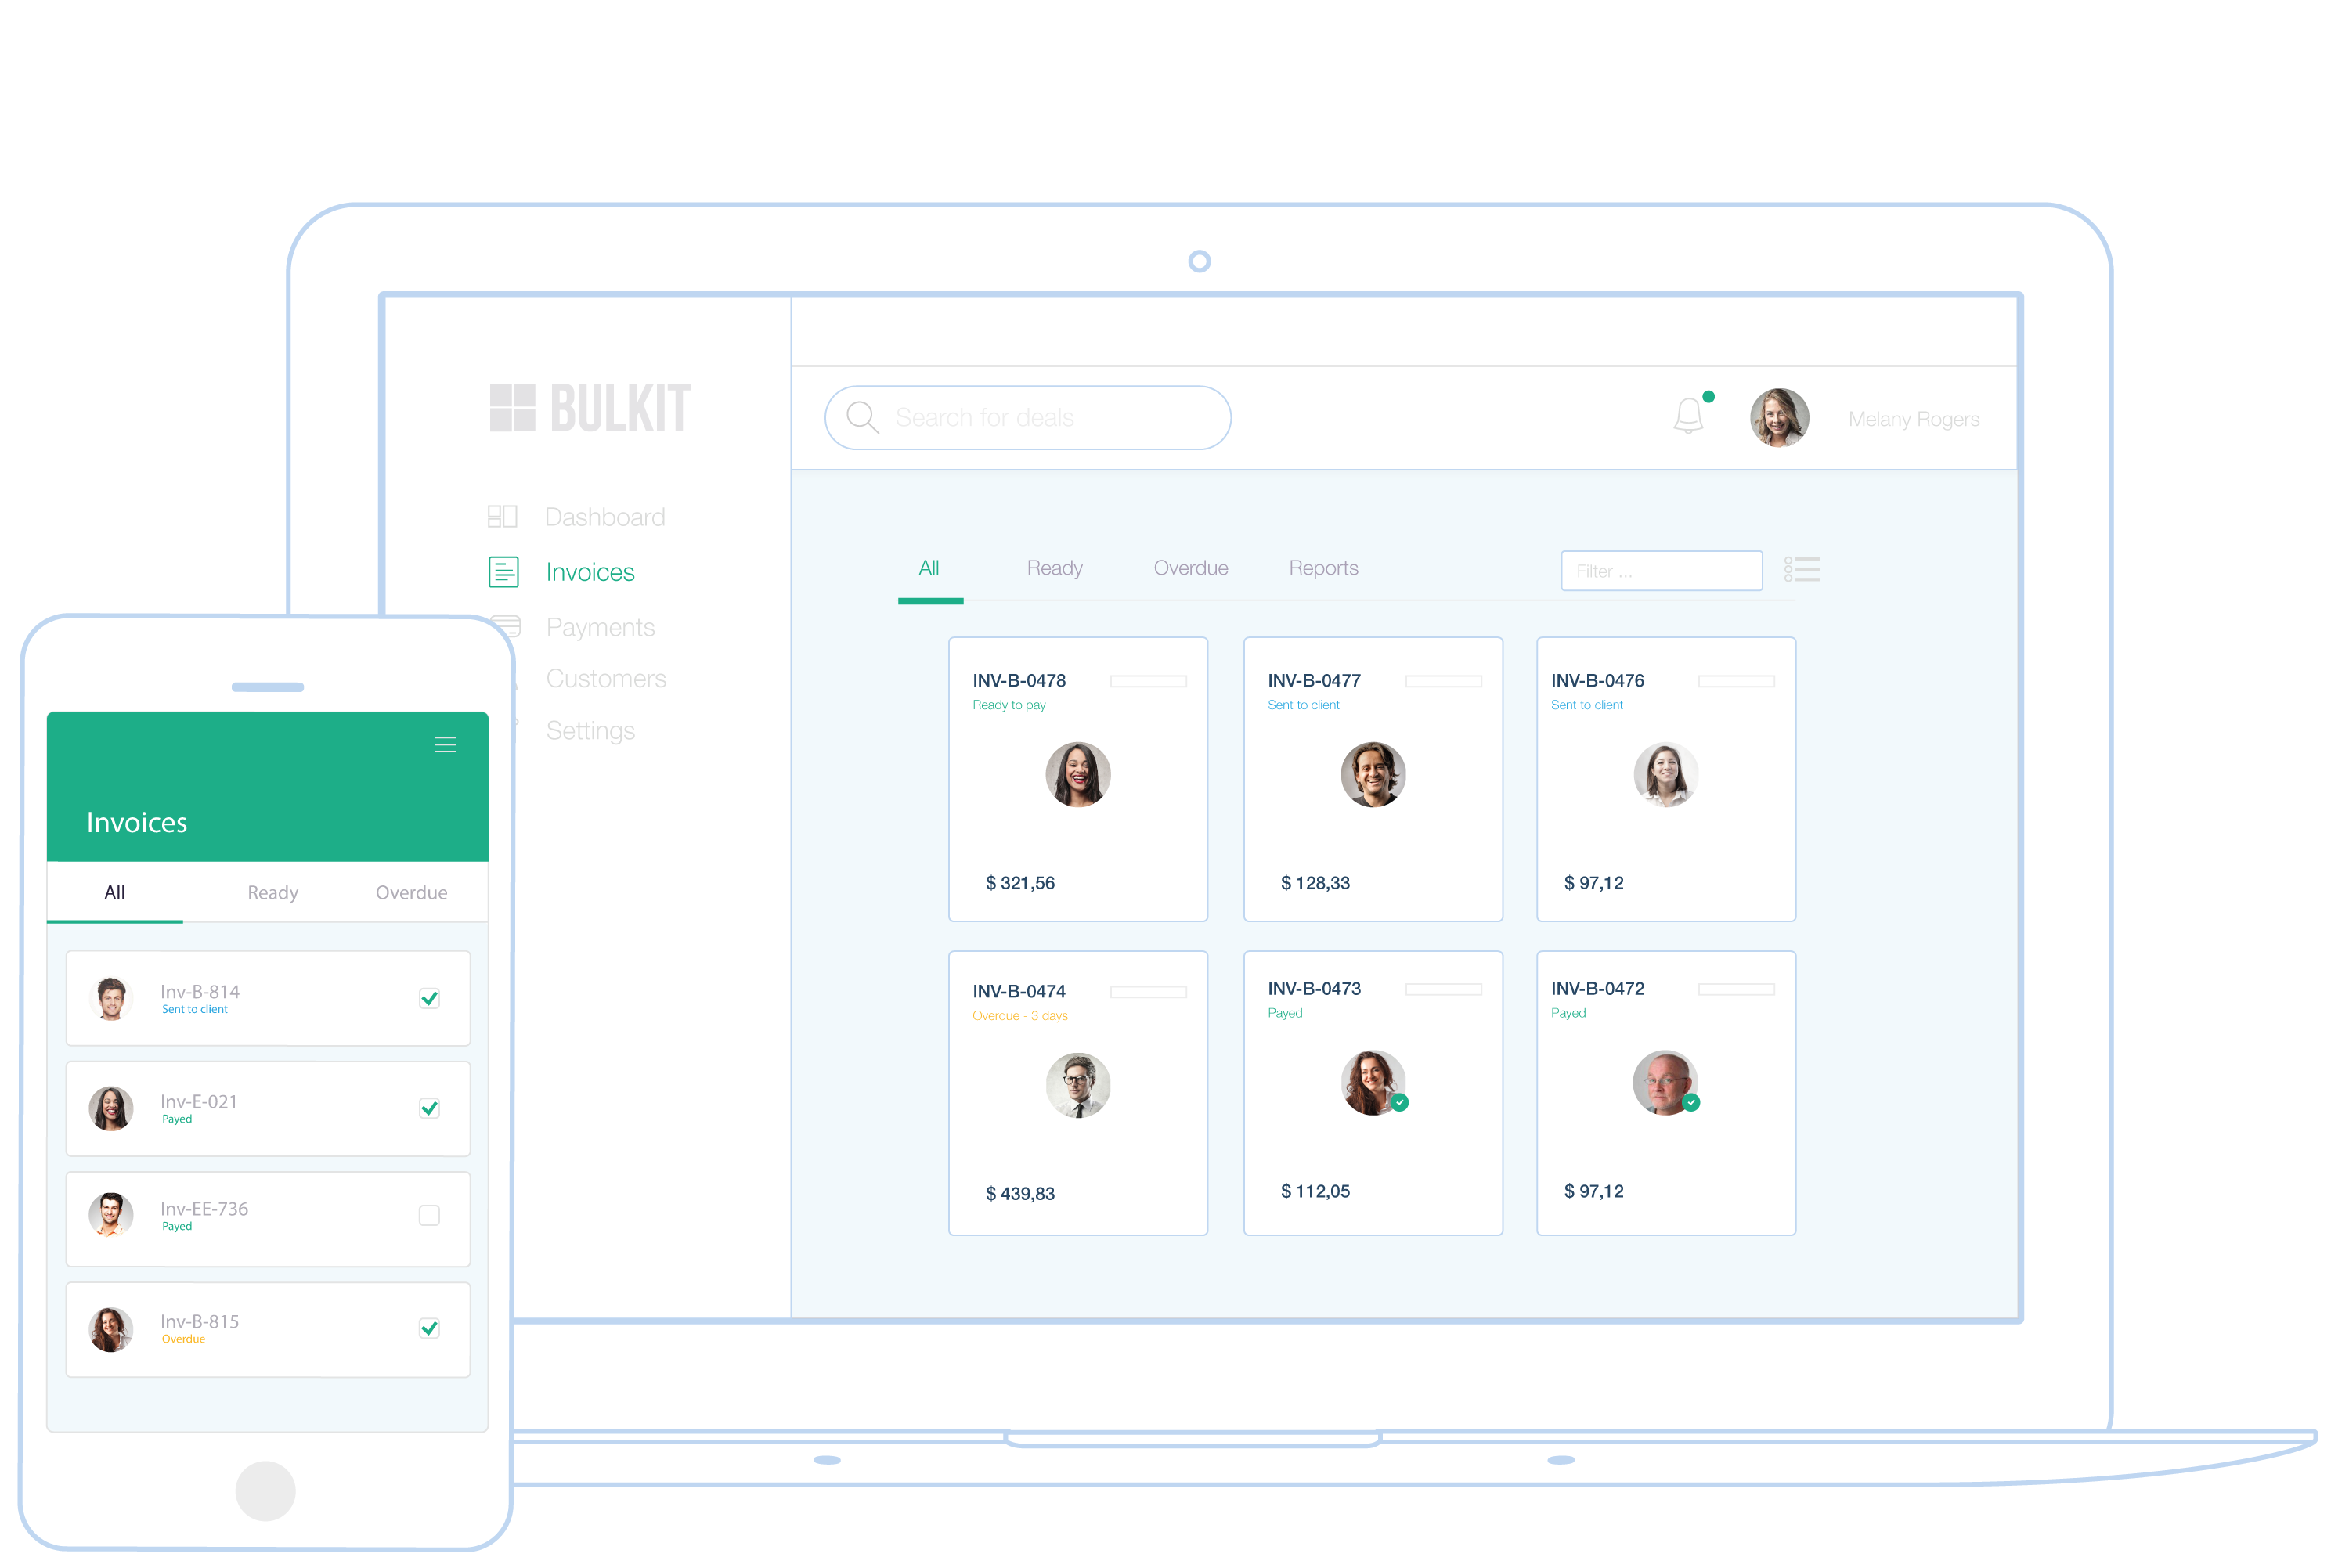 BULKIT
Search for deals
Melany Rogers
Dashboard
Invoices
Payments
Customers
Settings
All Ready Overdue Reports
Filter ...
INV-B-0478
Ready to pay
$ 321,56
INV-B-0477
Sent to client
$ 128,33
INV-B-0476
Sent to client
$ 97,12
INV-B-0474
Overdue - 3 days
$ 439,83
INV-B-0473
Payed
$ 112,05
INV-B-0472
Payed
$ 97,12
Invoices
All Ready Overdue
Inv-B-814
Sent to client
Inv-E-021
Payed
Inv-EE-736
Payed
Inv-B-815
Overdue